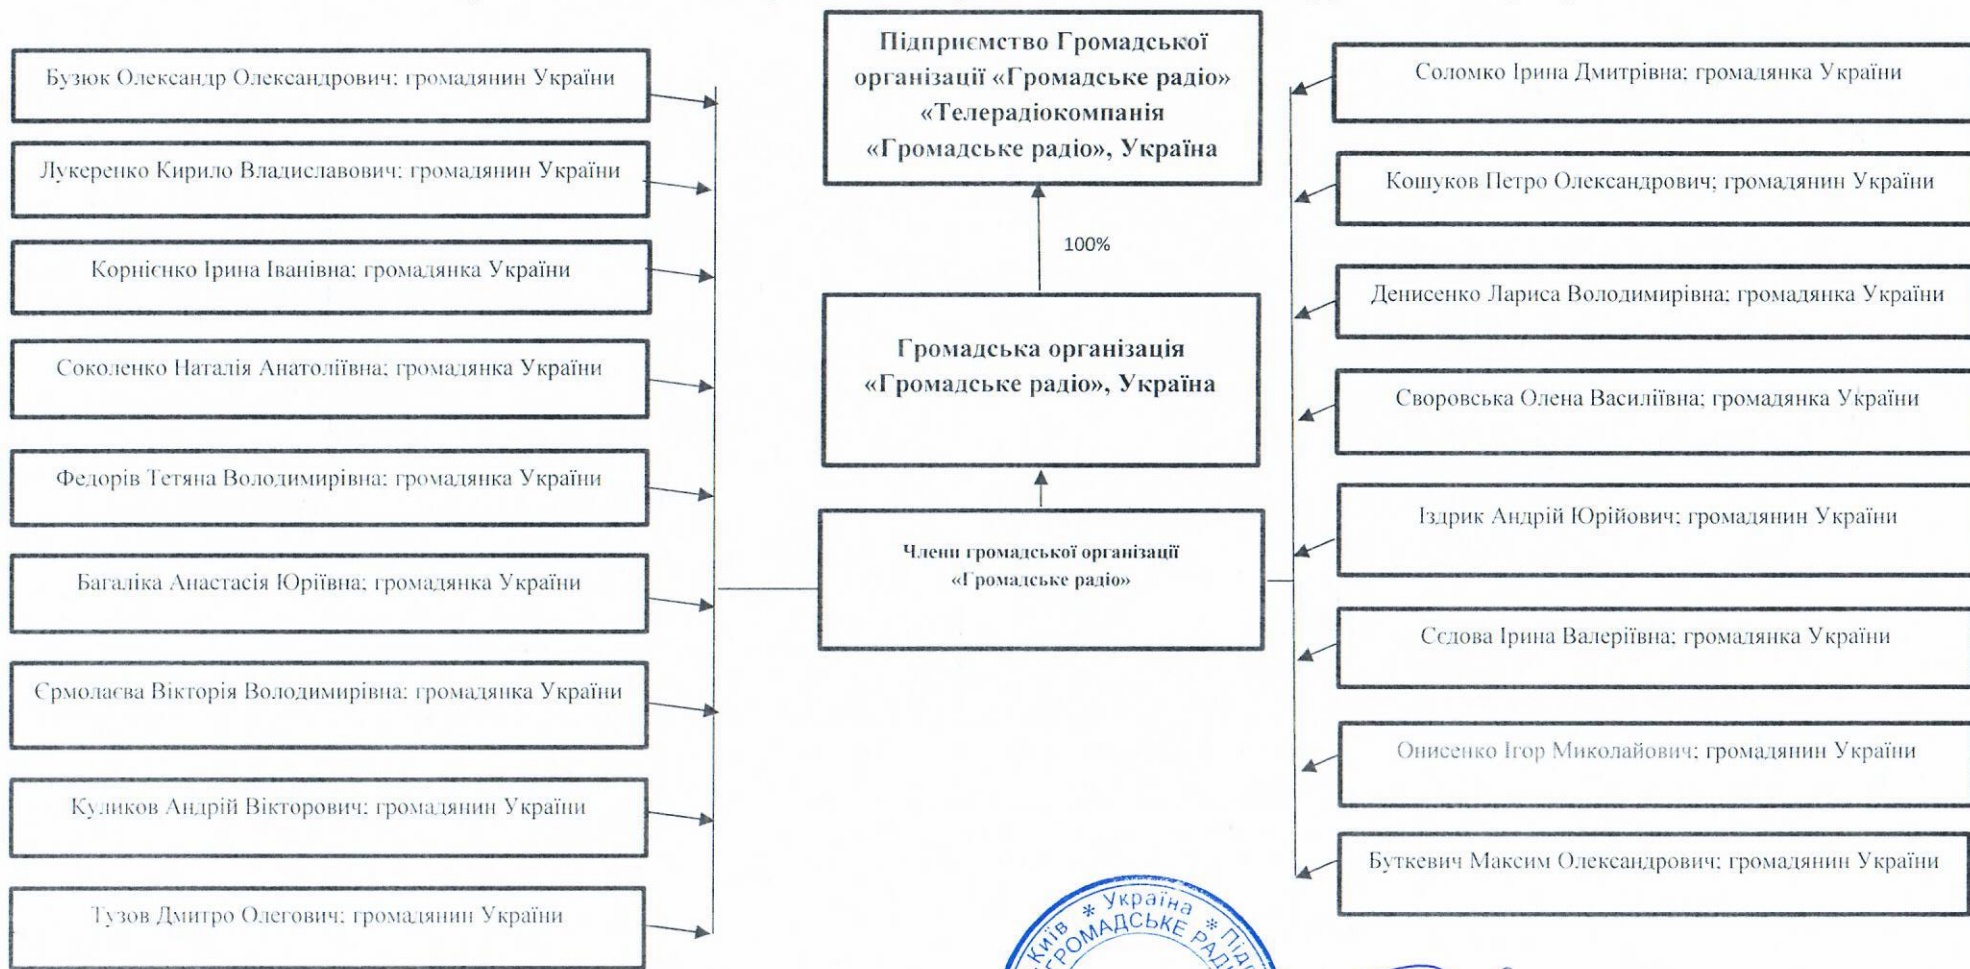 Бузюк Олександр Олександрович; громадянин України
Лукеренко Кирило Владиславович; громадянин України
Корнієнко Ірина Іванівна; громадянка України
Соколенко Наталія Анатоліївна; громадянка України
Федорів Тетяна Володимирівна; громадянка України
Багаліка Анастасія Юріївна; громадянка України
Єрмолаєва Вікторія Володимирівна; громадянка України
Куликов Андрій Вікторович; громадянин України
Тузов Дмитро Олегович; громадянин України
Підприємство Громадської
організації «Громадське радіо»
«Телерадіокомпанія
«Громадське радіо», Україна
100%
Громадська організація
«Громадське радіо», Україна
Члени громадської організації
«Громадське радіо»
Соломко Ірина Дмитрівна; громадянка України
Кошуков Петро Олександрович; громадянин України
Денисенко Лариса Володимирівна; громадянка України
Своровська Олена Василіївна; громадянка України
Іздрик Андрій Юрійович; громадянин України
Сєдова Ірина Валеріївна; громадянка України
Онисенко Ігор Миколайович; громадянин України
Буткевич Максим Олександрович; громадянин України
Київ * Україна *
ГРОМАДСЬКЕ